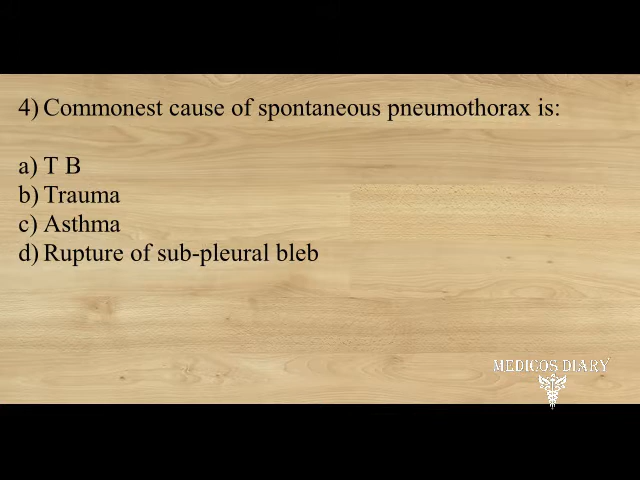 4) Commonest cause of spontaneous pneumothorax is:
a) T B
b) Trauma
c) Asthma
d) Rupture of sub-pleural bleb
MEDICOS DIARY